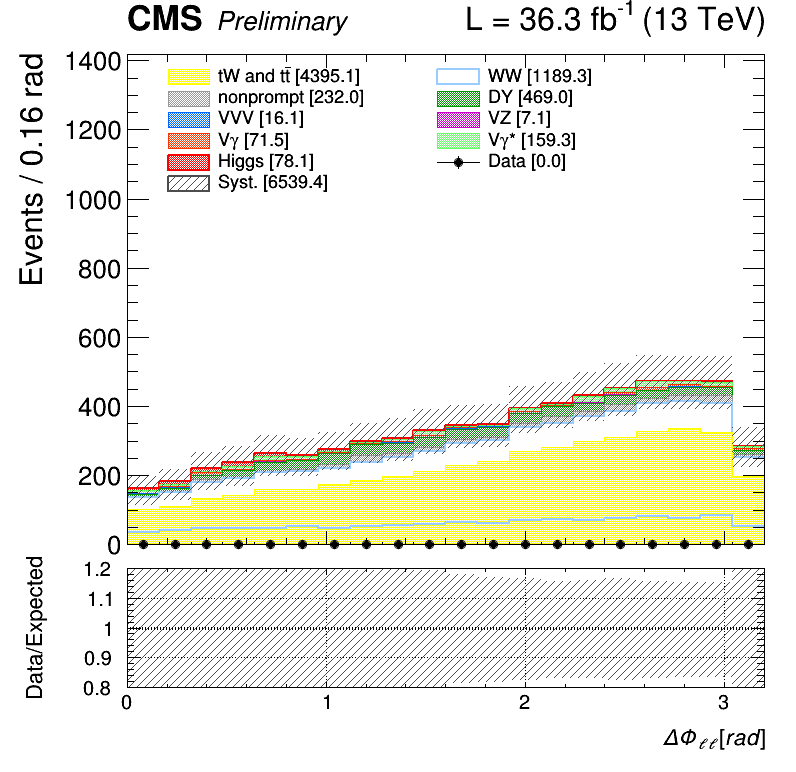 CMS Preliminary L = 36.3 fb⁻¹ (13 TeV)
Events / 0.16 rad
1400
1200
1000
800
600
400
200
0
tW and tt̄ [4395.1]
nonprompt [232.0]
VVV [16.1]
Vγ [71.5]
Higgs [78.1]
Syst. [6539.4]
WW [1189.3]
DY [469.0]
VZ [7.1]
Vγ* [159.3]
Data [0.0]
Data/Expected
1.2
1.1
1
0.9
0.8
0 1 2 3
ΔΦℓℓ[rad]